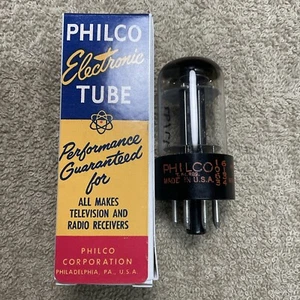 PHILCO
Electronic
TUBE
Performance
Guaranteed
for
ALL MAKES
TELEVISION AND
RADIO RECEIVERS
PHILCO
CORPORATION
PHILADELPHIA, PA., U.S.A.
PHILCO
MADE IN U.S.A.